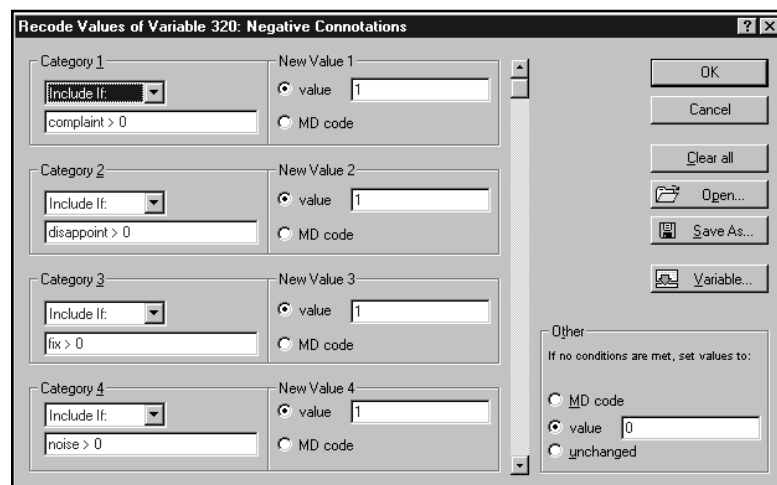 Recode Values of Variable 320: Negative Connotations
Category 1
Include If:
complaint > 0
New Value 1
value 1
MD code
Category 2
Include If:
disappoint > 0
New Value 2
value 1
MD code
Category 3
Include If:
fix > 0
New Value 3
value 1
MD code
Category 4
Include If:
noise > 0
New Value 4
value 1
MD code
OK
Cancel
Clear all
Open...
Save As...
Variable...
Other
If no conditions are met, set values to:
MD code
value 0
unchanged